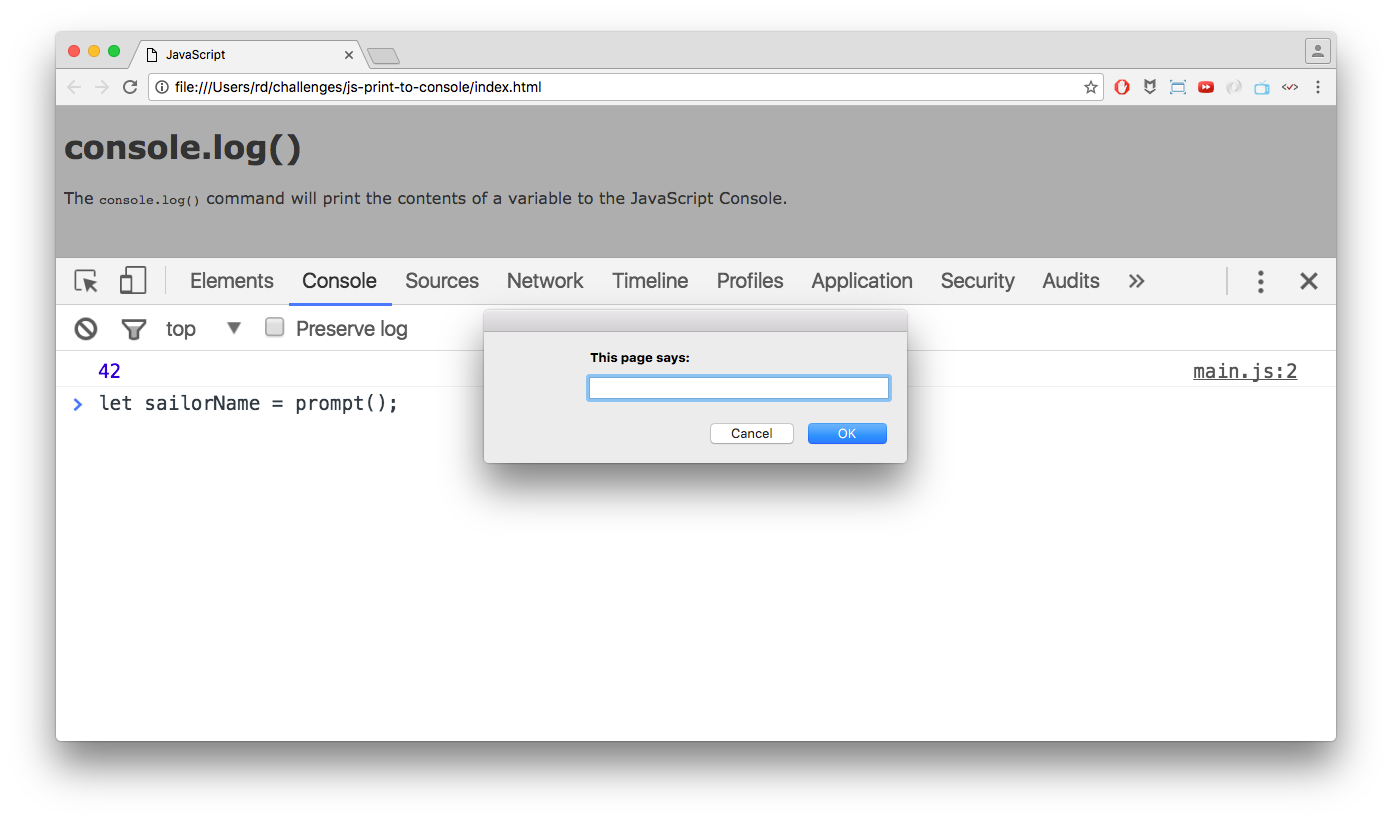 JavaScript
file:///Users/rd/challenges/js-print-to-console/index.html
console.log()
The console.log() command will print the contents of a variable to the JavaScript Console.
Elements Console Sources Network Timeline Profiles Application Security Audits »
top Preserve log
This page says:
Cancel OK
42 main.js:2
let sailorName = prompt();